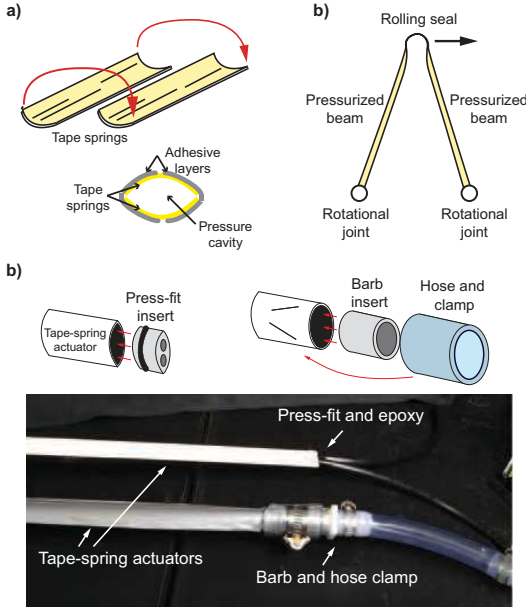 a)
Tape springs
Adhesive
layers
Tape
springs
Pressure
cavity
b)
Rolling seal
Pressurized
beam
Pressurized
beam
Rotational
joint
Rotational
joint
b)
Press-fit
insert
Tape-spring
actuator
Barb
insert
Hose and
clamp
Press-fit and epoxy
Tape-spring actuators
Barb and hose clamp